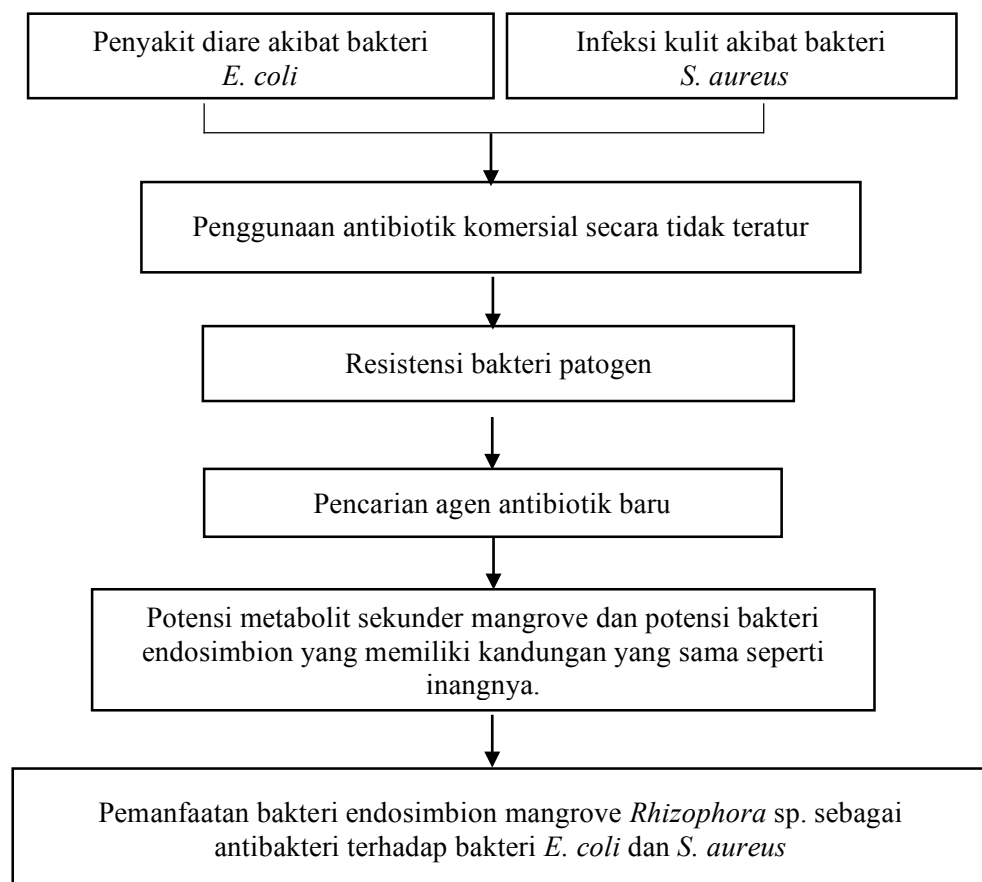 Penyakit diare akibat bakteri
E. coli
Infeksi kulit akibat bakteri
S. aureus
Penggunaan antibiotik komersial secara tidak teratur
Resistensi bakteri patogen
Pencarian agen antibiotik baru
Potensi metabolit sekunder mangrove dan potensi bakteri
endosimbion yang memiliki kandungan yang sama seperti
inangnya.
Pemanfaatan bakteri endosimbion mangrove Rhizophora sp. sebagai
antibakteri terhadap bakteri E. coli dan S. aureus